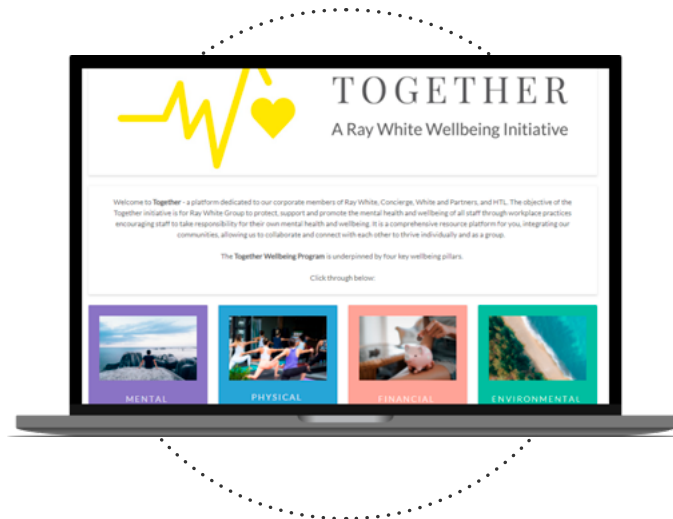 TOGETHER
A Ray White Wellbeing Initiative
Welcome to Together - a platform dedicated to our corporate members of Ray White, Concierge, White and Partners, and HTL. The objective of the
Together initiative is for Ray White Group to protect, support and promote the mental health and wellbeing of all staff through workplace practices
encouraging staff to take responsibility for their own mental health and wellbeing. It is a comprehensive resource platform for you, integrating our
communities, allowing us to collaborate and connect with each other to thrive individually and as a group.
The Together Wellbeing Program is underpinned by four key wellbeing pillars.
Click through below:
MENTAL
PHYSICAL
FINANCIAL
ENVIRONMENTAL